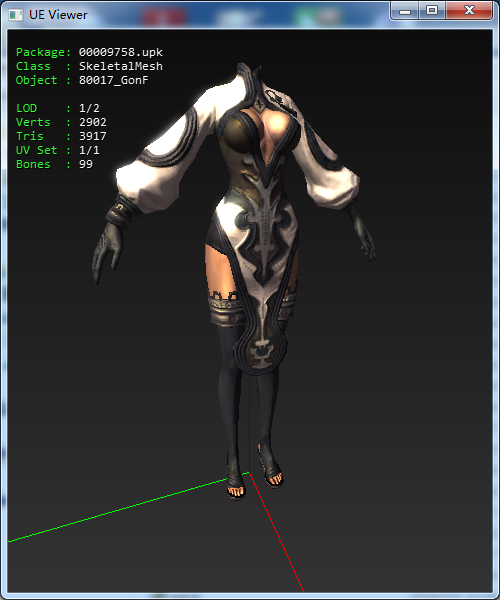 UE Viewer
Package: 00009758.upk
Class : SkeletalMesh
Object : 80017_GonF
LOD : 1/2
Verts : 2902
Tris : 3917
UV Set : 1/1
Bones : 99